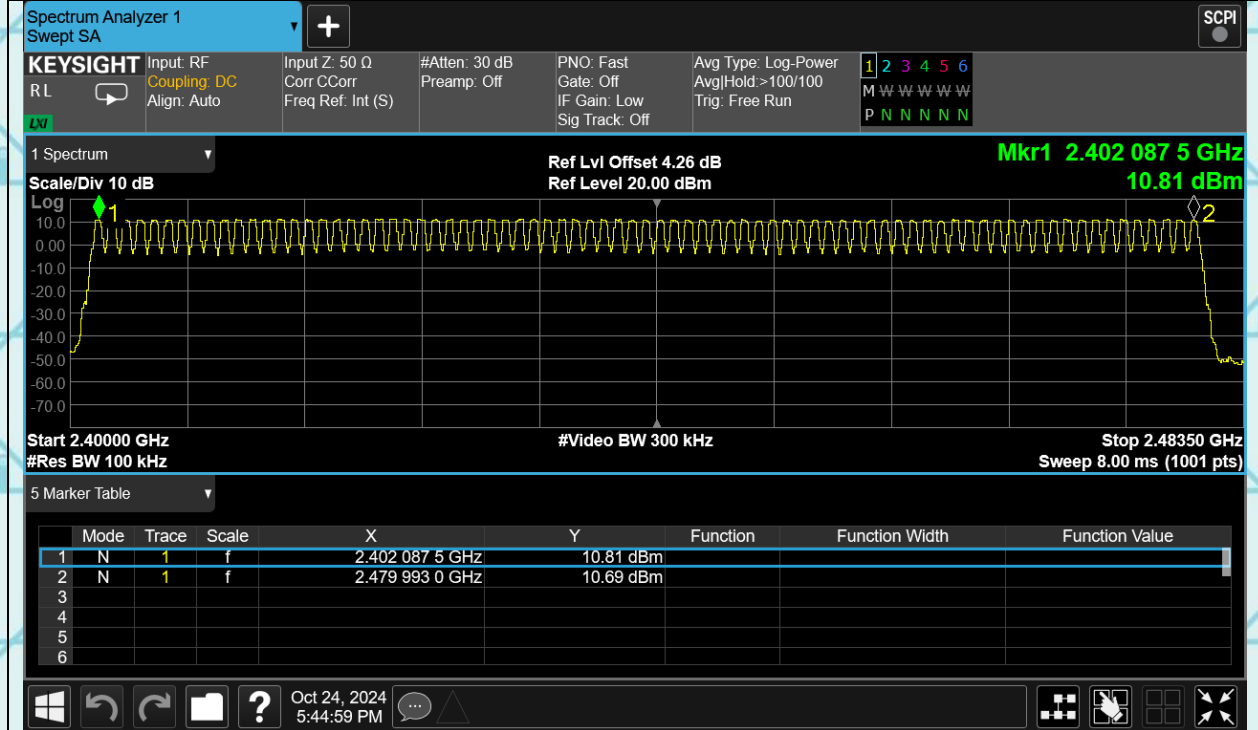 Spectrum Analyzer 1
Swept SA
SCPI
KEYSIGHT
R L
LXI
Input: RF
Coupling: DC
Align: Auto
Input Z: 50 Ω
Corr CCorr
Freq Ref: Int (S)
#Atten: 30 dB
Preamp: Off
PNO: Fast
Gate: Off
IF Gain: Low
Sig Track: Off
Avg Type: Log-Power
Avg|Hold:>100/100
Trig: Free Run
1 2 3 4 5 6
M W W W W W
P N N N N N
1 Spectrum
Scale/Div 10 dB
Ref Lvl Offset 4.26 dB
Ref Level 20.00 dBm
Mkr1 2.402 087 5 GHz
10.81 dBm
Log
1
2
10.0
0.00
-10.0
-20.0
-30.0
-40.0
-50.0
-60.0
-70.0
Start 2.40000 GHz
#Video BW 300 kHz
Stop 2.48350 GHz
#Res BW 100 kHz
Sweep 8.00 ms (1001 pts)
5 Marker Table
Mode Trace Scale X Y Function Function Width Function Value
1 N 1 f 2.402 087 5 GHz 10.81 dBm
2 N 1 f 2.479 993 0 GHz 10.69 dBm
3
4
5
6
?
Oct 24, 2024
5:44:59 PM